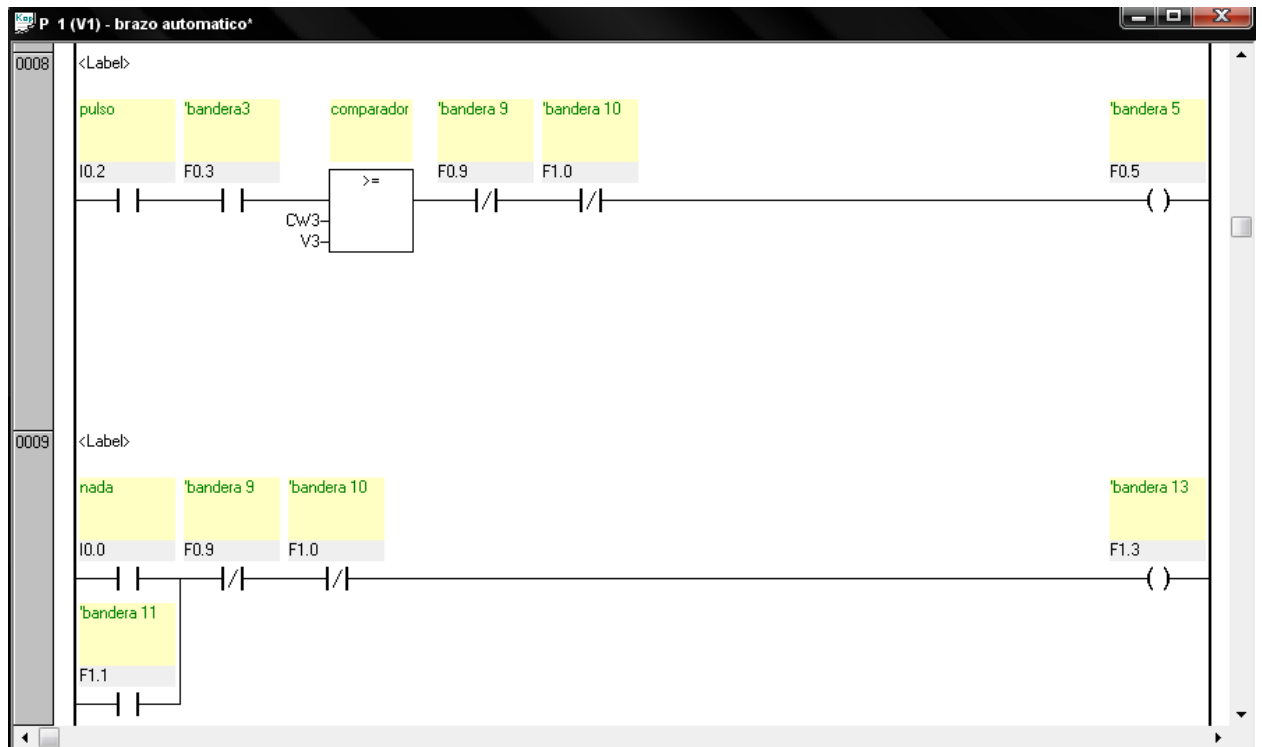 P 1 (V1) - brazo automatico*
0008
<Label>
pulso 'bandera3 comparador 'bandera 9 'bandera 10 'bandera 5
I0.2 F0.3 >= F0.9 F1.0 F0.5
CW3
V3
0009
<Label>
nada 'bandera 9 'bandera 10 'bandera 13
I0.0 F0.9 F1.0 F1.3
'bandera 11
F1.1